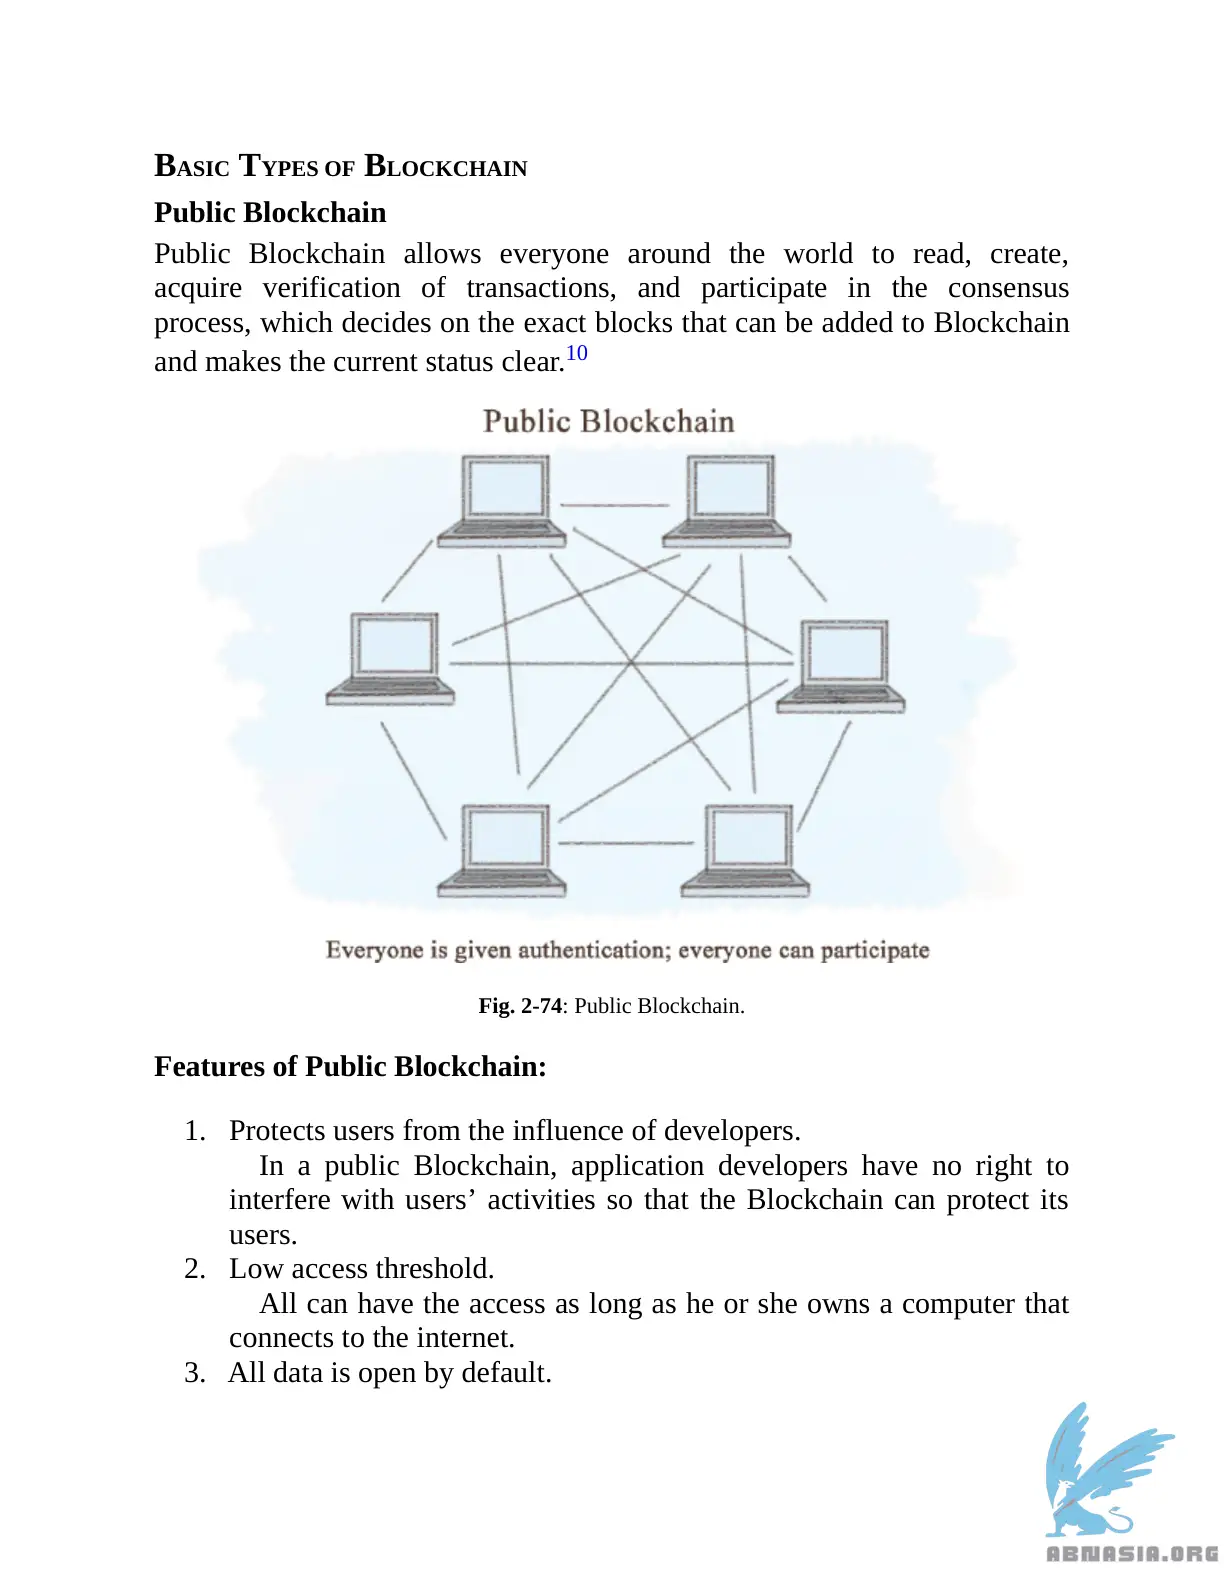 BASIC TYPES OF BLOCKCHAIN
Public Blockchain
Public Blockchain allows everyone around the world to read, create,
acquire verification of transactions, and participate in the consensus
process, which decides on the exact blocks that can be added to Blockchain
and makes the current status clear.10
Public Blockchain
Everyone is given authentication; everyone can participate
Fig. 2-74: Public Blockchain.
Features of Public Blockchain:
1. Protects users from the influence of developers.
In a public Blockchain, application developers have no right to
interfere with users’ activities so that the Blockchain can protect its
users.
2. Low access threshold.
All can have the access as long as he or she owns a computer that
connects to the internet.
3. All data is open by default.
ABNASIA.ORG